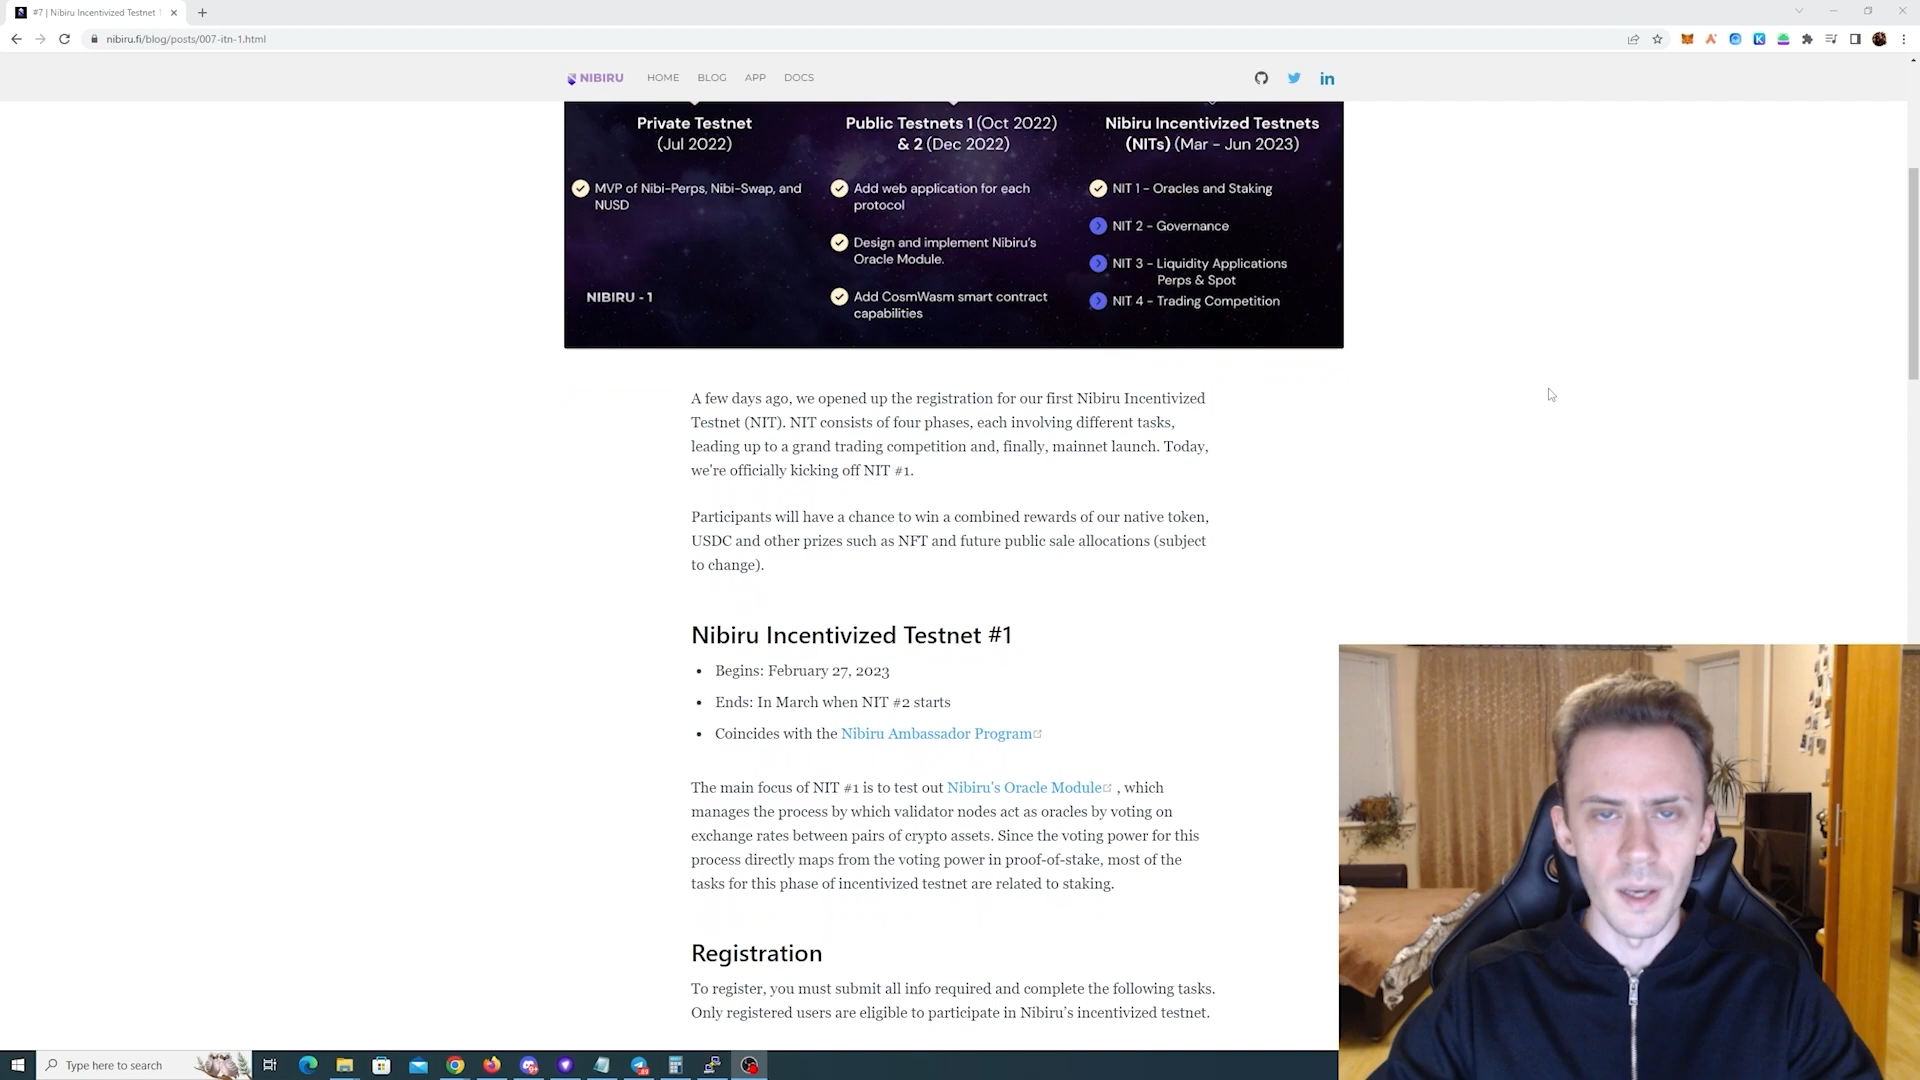 #7 | Nibiru Incentivized Testnet
nibiru.fi/blog/posts/007-itn-1.html
NIBIRU HOME BLOG APP DOCS
Private Testnet
(Jul 2022)
MVP of Nibi-Perps, Nibi-Swap, and
NUSD
NIBIRU - 1
Public Testnets 1 (Oct 2022)
& 2 (Dec 2022)
Add web application for each
protocol
Design and implement Nibiru's
Oracle Module.
Add CosmWasm smart contract
capabilities
Nibiru Incentivized Testnets
(NITs) (Mar - Jun 2023)
NIT 1 - Oracles and Staking
NIT 2 - Governance
NIT 3 - Liquidity Applications
Perps & Spot
NIT 4 - Trading Competition
A few days ago, we opened up the registration for our first Nibiru Incentivized
Testnet (NIT). NIT consists of four phases, each involving different tasks,
leading up to a grand trading competition and, finally, mainnet launch. Today,
we're officially kicking off NIT #1.
Participants will have a chance to win a combined rewards of our native token,
USDC and other prizes such as NFT and future public sale allocations (subject
to change).
Nibiru Incentivized Testnet #1
• Begins: February 27, 2023
• Ends: In March when NIT #2 starts
• Coincides with the Nibiru Ambassador Program
The main focus of NIT #1 is to test out Nibiru's Oracle Module , which
manages the process by which validator nodes act as oracles by voting on
exchange rates between pairs of crypto assets. Since the voting power for this
process directly maps from the voting power in proof-of-stake, most of the
tasks for this phase of incentivized testnet are related to staking.
Registration
To register, you must submit all info required and complete the following tasks.
Only registered users are eligible to participate in Nibiru's incentivized testnet.
Type here to search